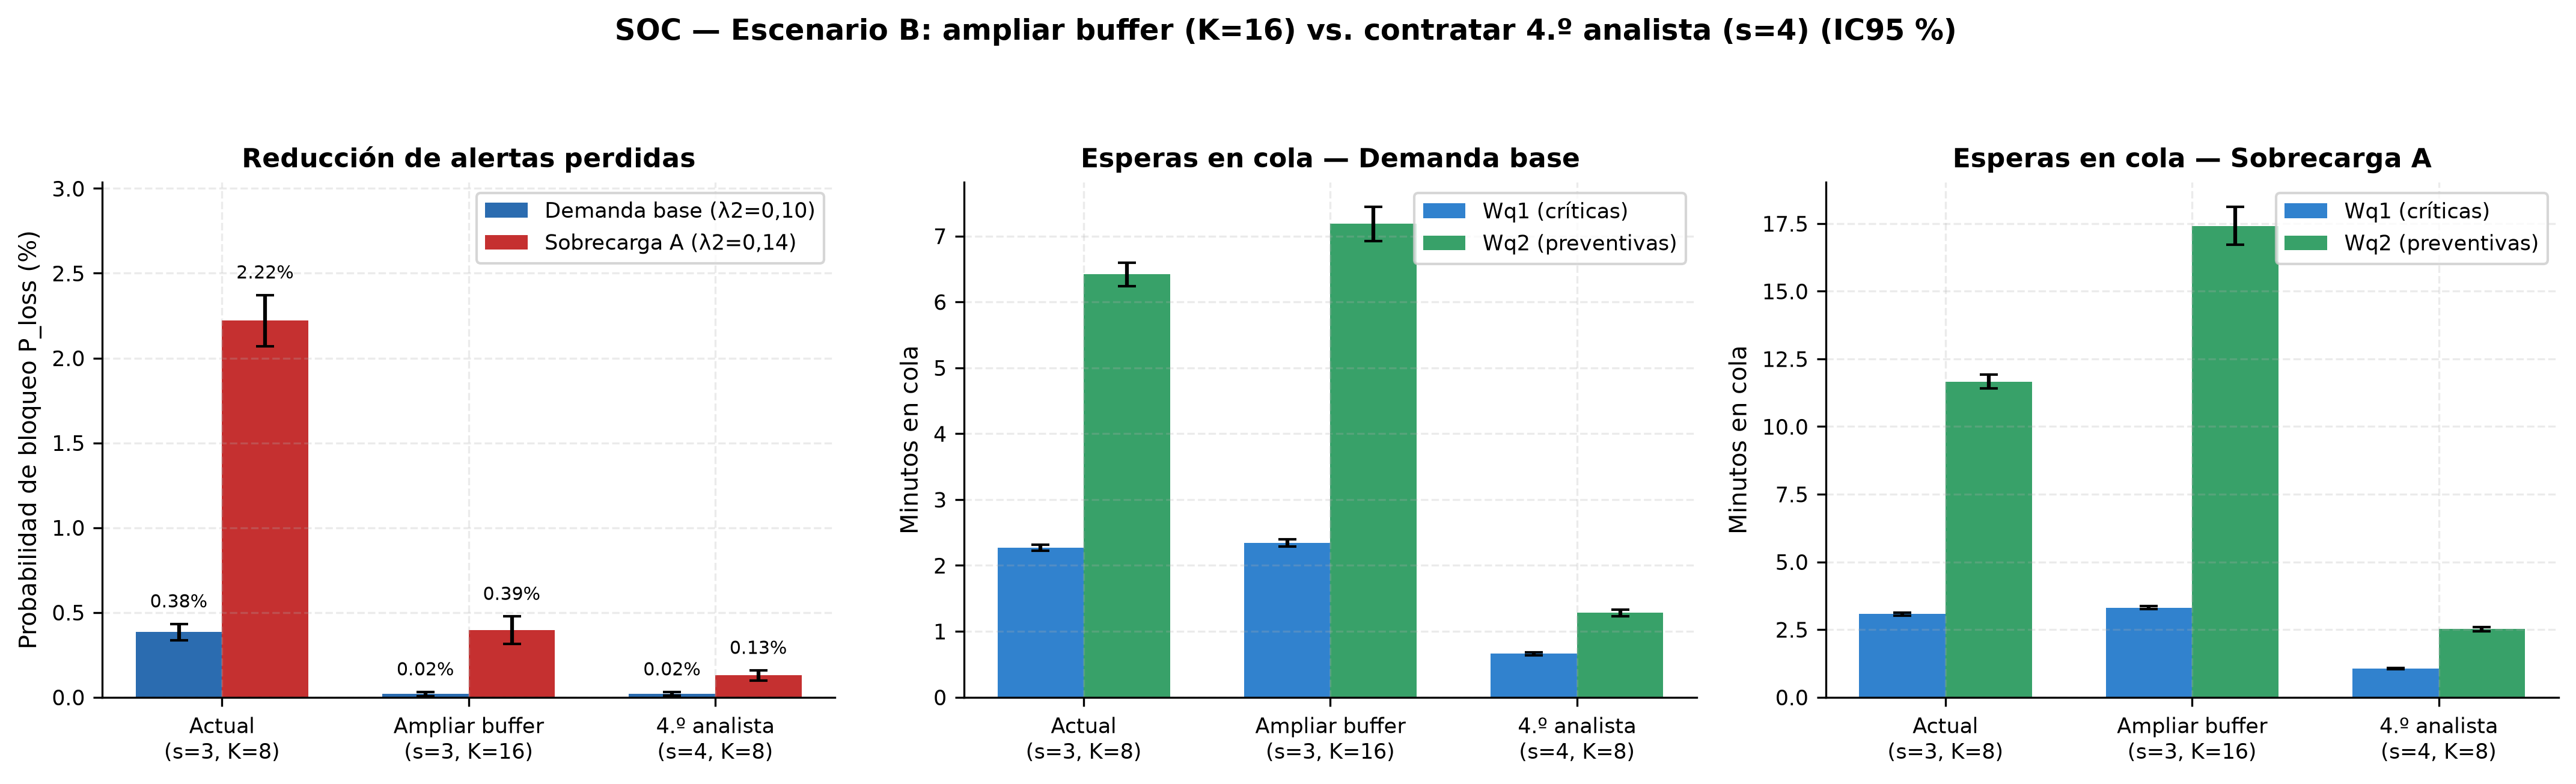 SOC — Escenario B: ampliar buffer (K=16) vs. contratar 4.º analista (s=4) (IC95 %)
Reducción de alertas perdidas
Probabilidad de bloqueo P_loss (%)
3.0
2.5
2.0
1.5
1.0
0.5
0.0
Demanda base (λ2=0,10)
Sobrecarga A (λ2=0,14)
0.38%
2.22%
0.02%
0.39%
0.02%
0.13%
Actual
(s=3, K=8)
Ampliar buffer
(s=3, K=16)
4.º analista
(s=4, K=8)
Esperas en cola — Demanda base
Minutos en cola
7
6
5
4
3
2
1
0
Wq1 (críticas)
Wq2 (preventivas)
Actual
(s=3, K=8)
Ampliar buffer
(s=3, K=16)
4.º analista
(s=4, K=8)
Esperas en cola — Sobrecarga A
Minutos en cola
17.5
15.0
12.5
10.0
7.5
5.0
2.5
0.0
Wq1 (críticas)
Wq2 (preventivas)
Actual
(s=3, K=8)
Ampliar buffer
(s=3, K=16)
4.º analista
(s=4, K=8)